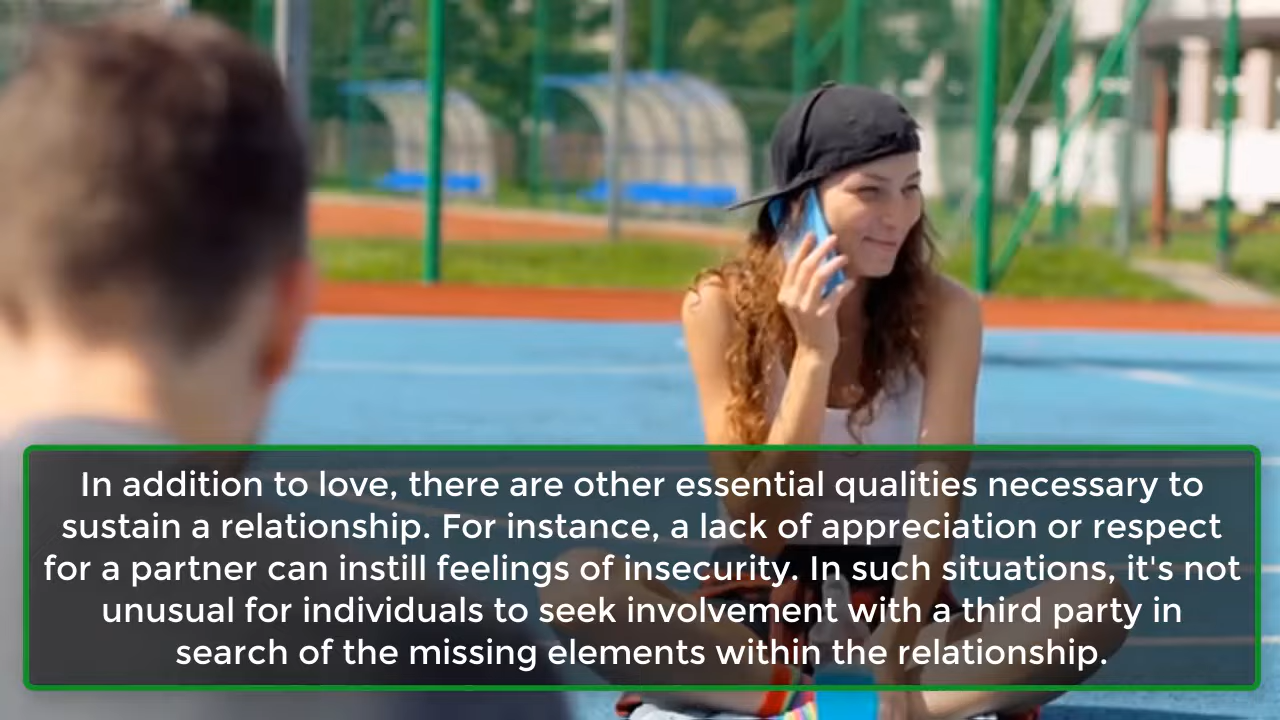 In addition to love, there are other essential qualities necessary to
sustain a relationship. For instance, a lack of appreciation or respect
for a partner can instill feelings of insecurity. In such situations, it's not
unusual for individuals to seek involvement with a third party in
search of the missing elements within the relationship.